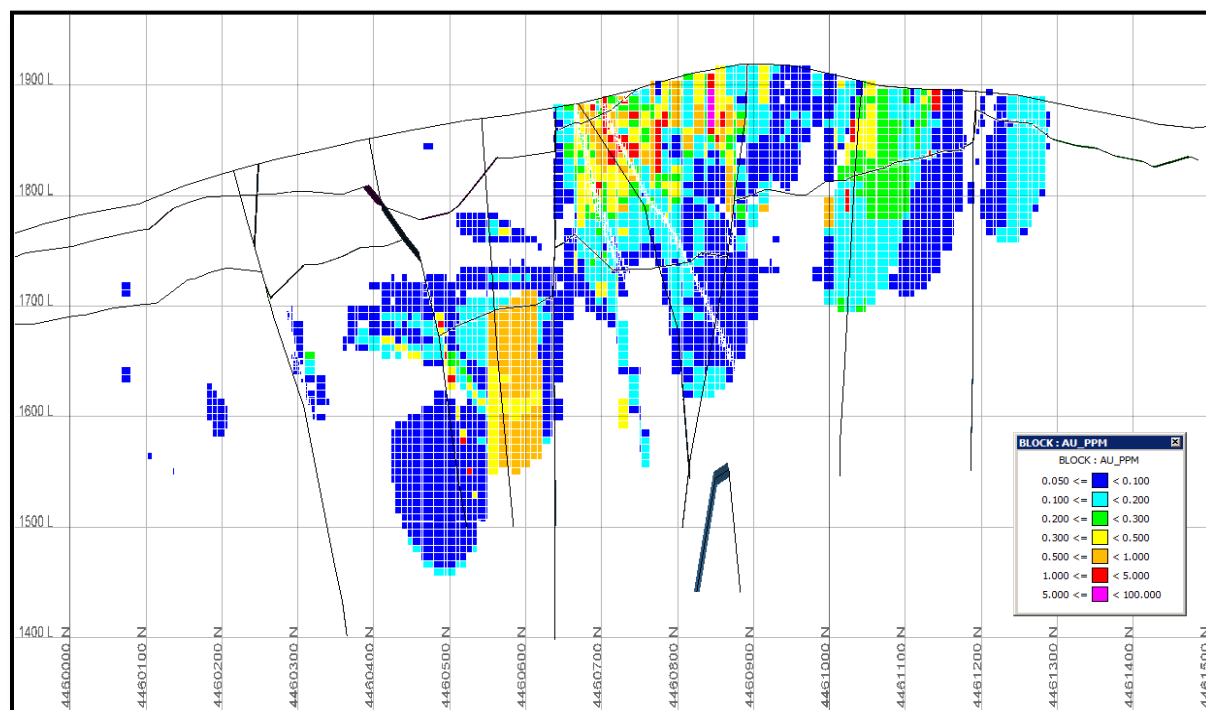 1900 L
1800 L
1700 L
1600 L
1500 L
1400 L
4460000 N
4460100 N
4460200 N
4460300 N
4460400 N
4460500 N
4460600 N
4460700 N
4460800 N
4460900 N
4461000 N
4461100 N
4461200 N
4461300 N
4461400 N
BLOCK : AU_PPM
BLOCK : AU_PPM
0.050 <= < 0.100
0.100 <= < 0.200
0.200 <= < 0.300
0.300 <= < 0.500
0.500 <= < 1.000
1.000 <= < 5.000
5.000 <= < 100.000